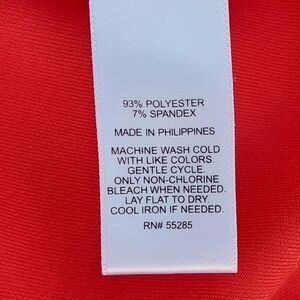 93% POLYESTER
7% SPANDEX
MADE IN PHILIPPINES
MACHINE WASH COLD
WITH LIKE COLORS.
GENTLE CYCLE.
ONLY NON-CHLORINE
BLEACH WHEN NEEDED.
LAY FLAT TO DRY.
COOL IRON IF NEEDED.
RN# 55285